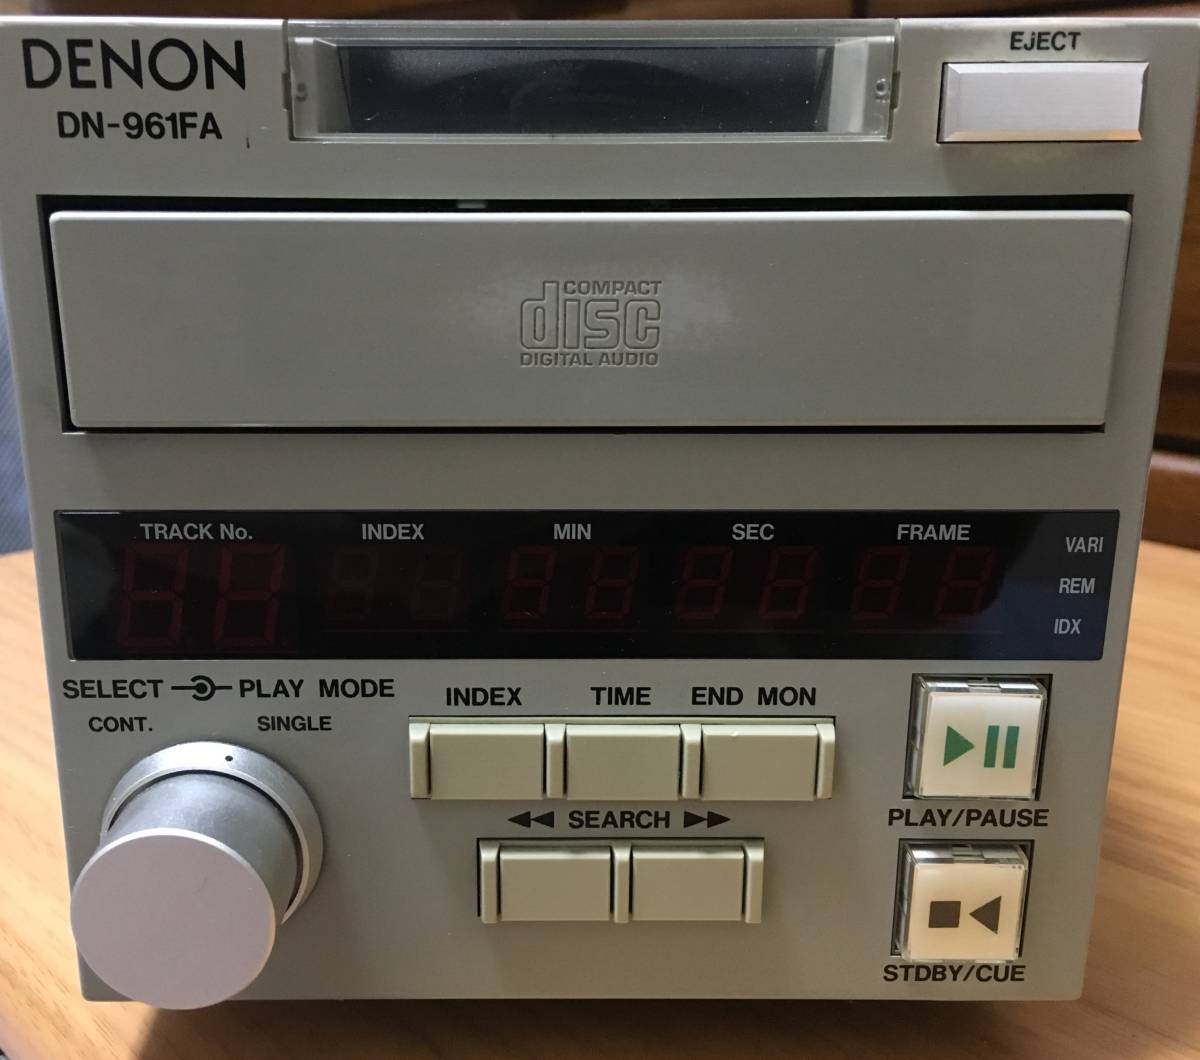 DENON
EJECT
DN-961FA
COMPACT
disc
DIGITAL AUDIO
TRACK No. INDEX MIN SEC FRAME
VARI
REM
IDX
SELECT PLAY MODE
CONT. SINGLE
INDEX TIME END MON
◀◀ SEARCH ▶▶
PLAY/PAUSE
STDBY/CUE